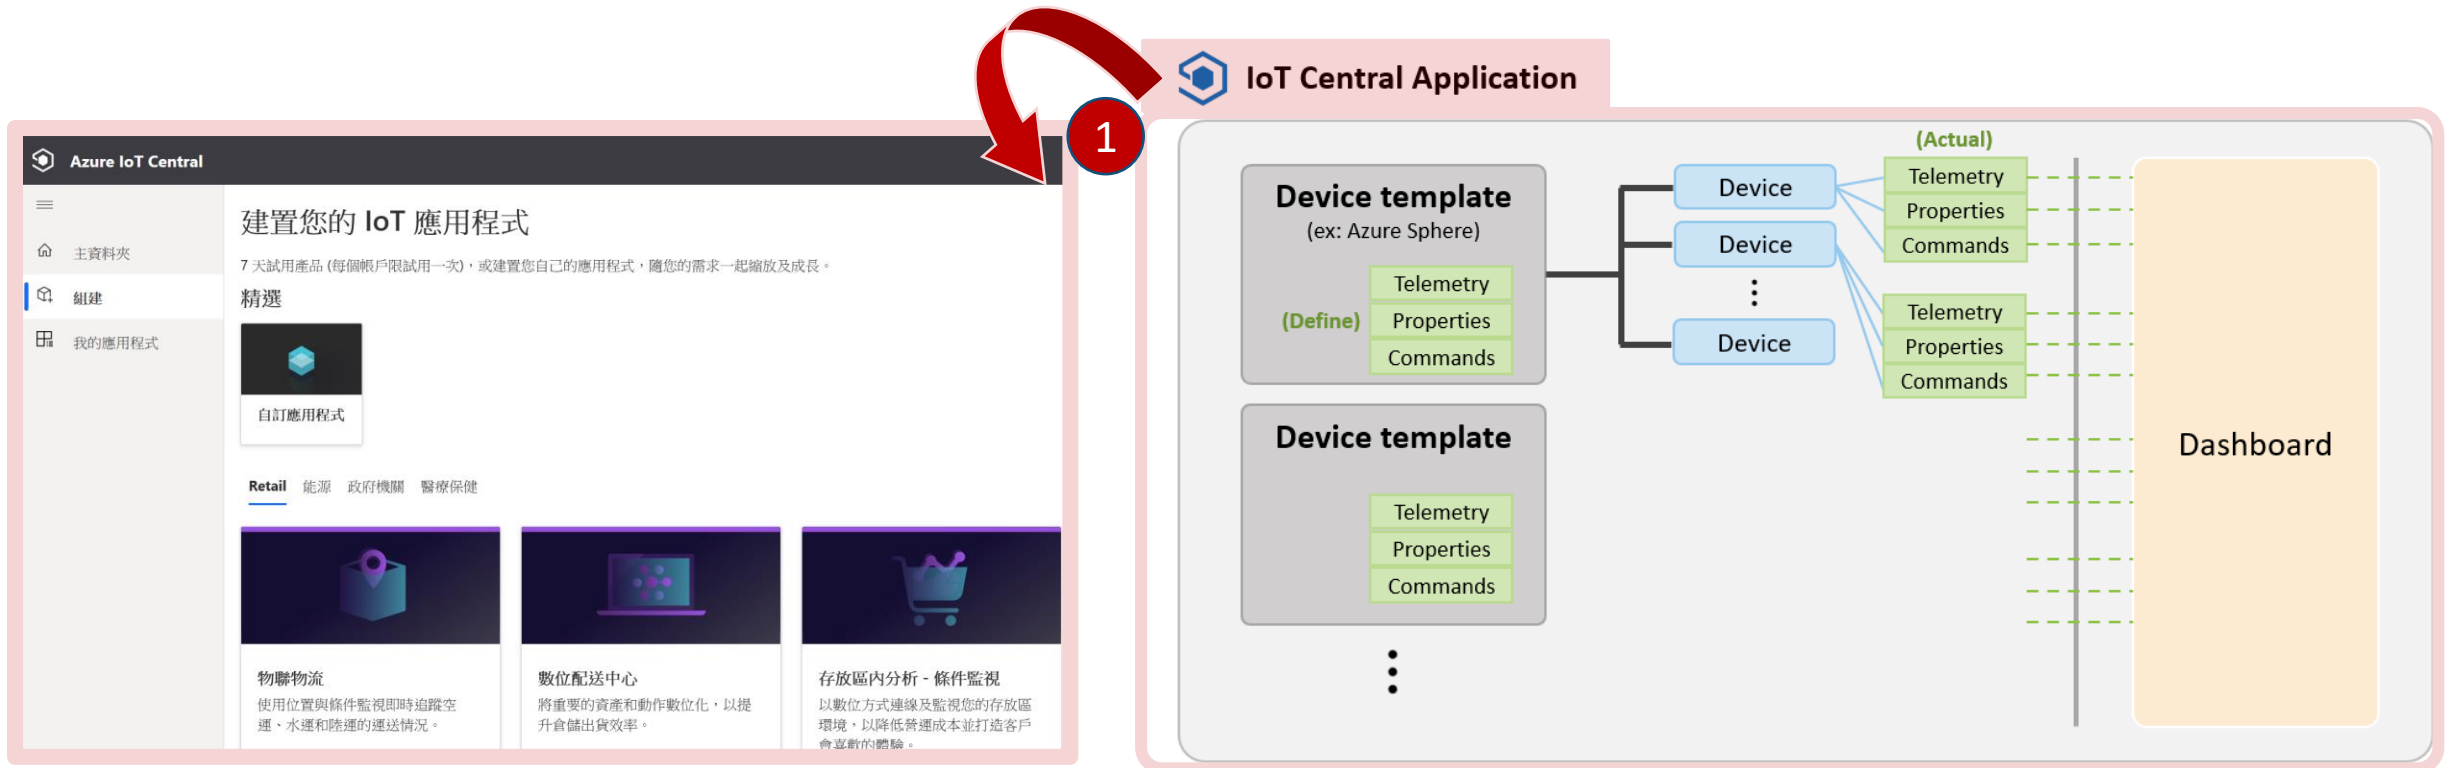 Azure IoT Central
主資料夾
組建
我的應用程式
建置您的 IoT 應用程式
7 天試用產品 (每個帳戶限試用一次)，或建置您自己的應用程式，隨您的需求一起縮放及成長。
精選
自訂應用程式
Retail 能源 政府機關 醫療保健
物聯物流
使用位置與條件監視即時追蹤空
運、水運和陸運的運送情況。
數位配送中心
將重要的資產和動作數位化，以提
升倉儲出貨效率。
存放區內分析 - 條件監視
以數位方式連線及監視您的存放區
環境，以降低營運成本並打造客戶
會喜歡的體驗。
1
IoT Central Application
Device template
(ex: Azure Sphere)
(Define)
Telemetry
Properties
Commands
Device template
Telemetry
Properties
Commands
Device
Device
Device
(Actual)
Telemetry
Properties
Commands
Telemetry
Properties
Commands
Dashboard